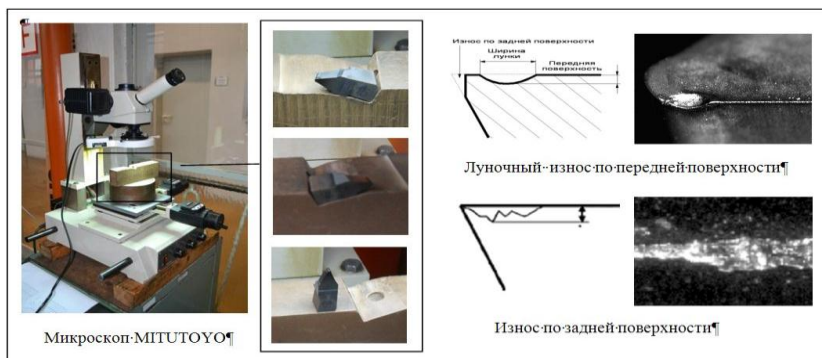 ¶
Износ по задней поверхности
Ширина
лунки
Передняя
поверхность
Луночный··износ·по·передней·поверхности¶
Микроскоп·MITUTOYO¶
Износ·по·задней·поверхности¶